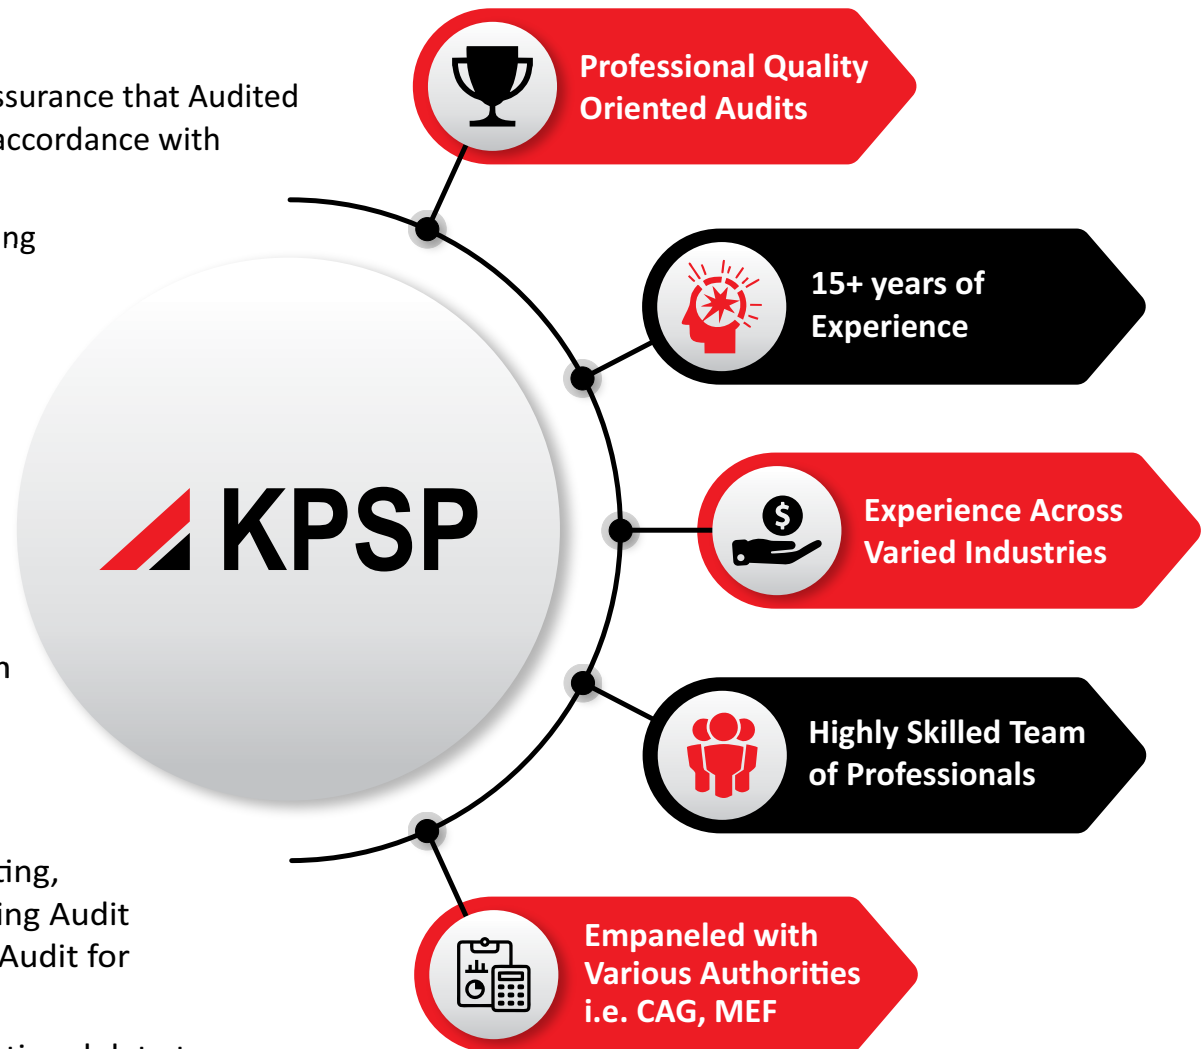 ssurance that Audited
accordance with
ng
KPSP
Professional Quality
Oriented Audits
15+ years of
Experience
Experience Across
Varied Industries
Highly Skilled Team
of Professionals
Empaneled with
Various Authorities
i.e. CAG, MEF
n
ting,
ing Audit
Audit for